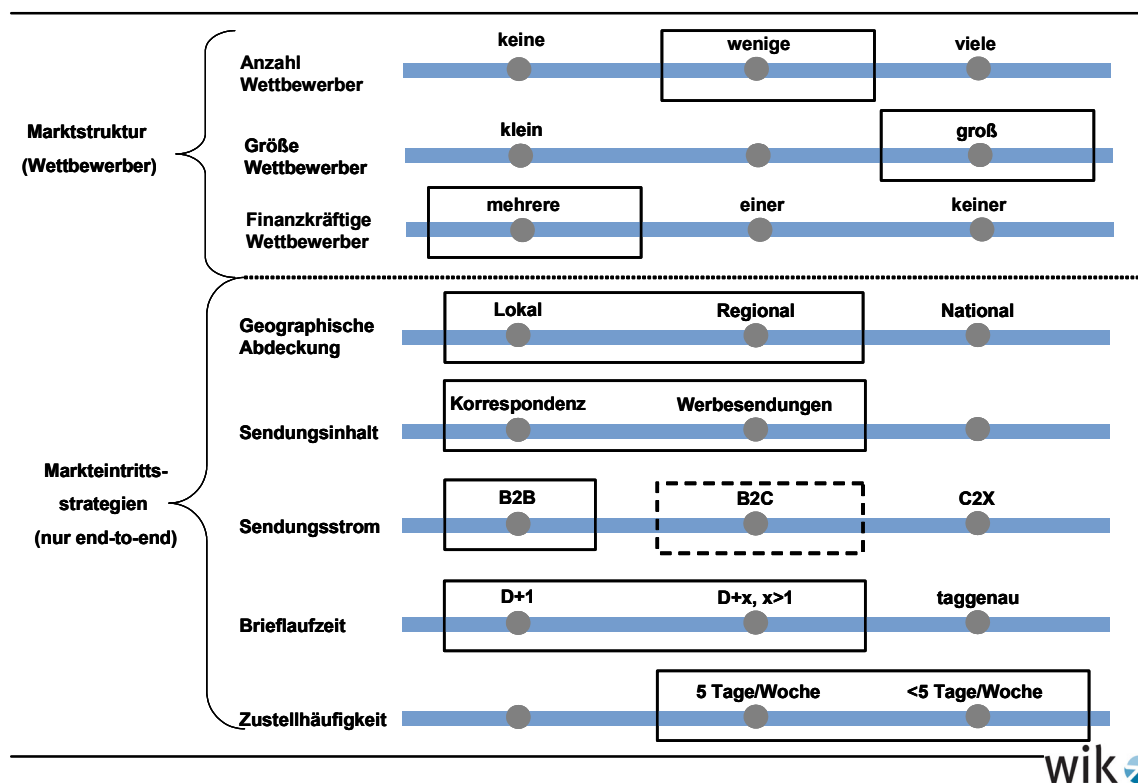 keine wenige viele
Anzahl
Wettbewerber
Marktstruktur
(Wettbewerber)
klein groß
Größe
Wettbewerber
mehrere einer keiner
Finanzkräftige
Wettbewerber
Lokal Regional National
Geographische
Abdeckung
Korrespondenz Werbesendungen
Sendungsinhalt
Markteintritts-
strategien
(nur end-to-end)
B2B B2C C2X
Sendungsstrom
D+1 D+x, x>1 taggenau
Brieflaufzeit
5 Tage/Woche <5 Tage/Woche
Zustellhäufigkeit
wik